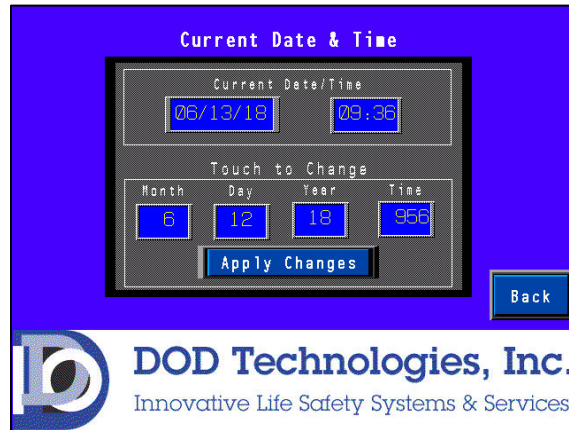 Current Date & Time
Current Date/Time
06/13/18 09:36
Touch to Change
Month Day Year Time
6 12 18 956
Apply Changes
Back
DOD Technologies, Inc.
Innovative Life Safety Systems & Services